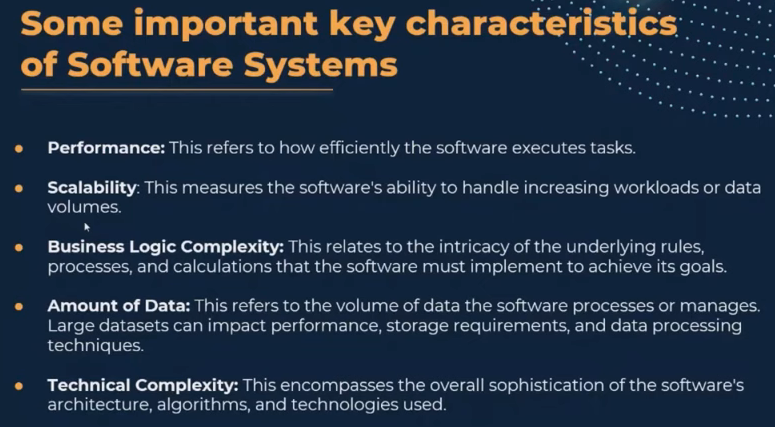 Some important key characteristics
of Software Systems
● Performance: This refers to how efficiently the software executes tasks.
● Scalability: This measures the software's ability to handle increasing workloads or data
volumes.
● Business Logic Complexity: This relates to the intricacy of the underlying rules,
processes, and calculations that the software must implement to achieve its goals.
● Amount of Data: This refers to the volume of data the software processes or manages.
Large datasets can impact performance, storage requirements, and data processing
techniques.
● Technical Complexity: This encompasses the overall sophistication of the software's
architecture, algorithms, and technologies used.